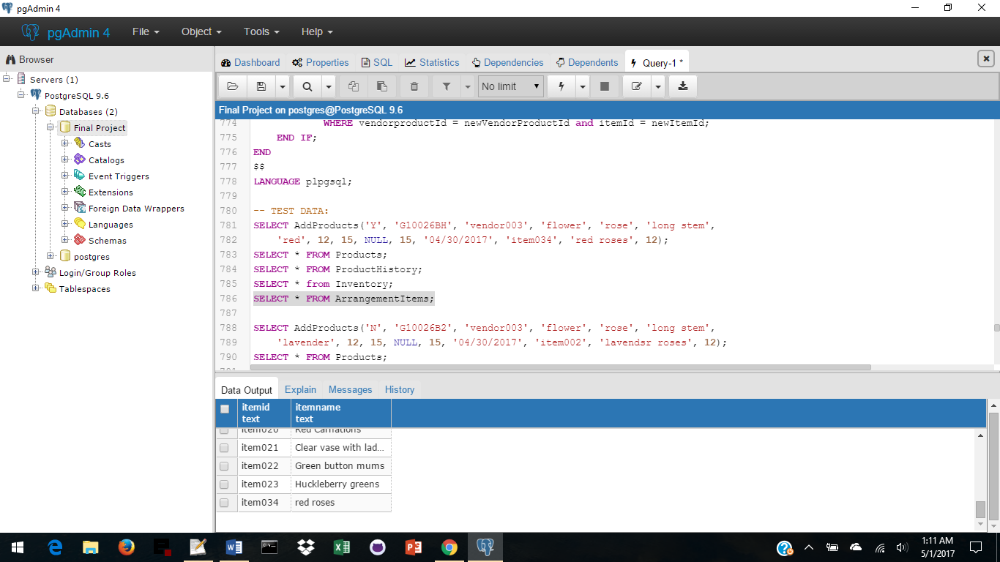 pgAdmin 4
pgAdmin 4 File Object Tools Help
Browser
Dashboard Properties SQL Statistics Dependencies Dependents Query-1 *
Servers (1)
PostgreSQL 9.6
Databases (2)
Final Project
Casts
Catalogs
Event Triggers
Extensions
Foreign Data Wrappers
Languages
Schemas
postgres
Login/Group Roles
Tablespaces
No limit
Final Project on postgres@PostgreSQL 9.6
774 WHERE vendorproductId = newVendorProductId and itemId = newItemId;
775 END IF;
776 END
777 $$
778 LANGUAGE plpgsql;
779
780 -- TEST DATA:
781 SELECT AddProducts('Y', 'G10026BH', 'vendor003', 'flower', 'rose', 'long stem',
782 'red', 12, 15, NULL, 15, '04/30/2017', 'item034', 'red roses', 12);
783 SELECT * FROM Products;
784 SELECT * FROM ProductHistory;
785 SELECT * from Inventory;
786 SELECT * FROM ArrangementItems;
787
788 SELECT AddProducts('N', 'G10026B2', 'vendor003', 'flower', 'rose', 'long stem',
789 'lavender', 12, 15, NULL, 15, '04/30/2017', 'item002', 'lavendsr roses', 12);
790 SELECT * FROM Products;
Data Output Explain Messages History
itemid itemname
text text
item020 Red Carnations
item021 Clear vase with lad...
item022 Green button mums
item023 Huckleberry greens
item034 red roses
1:11 AM
5/1/2017